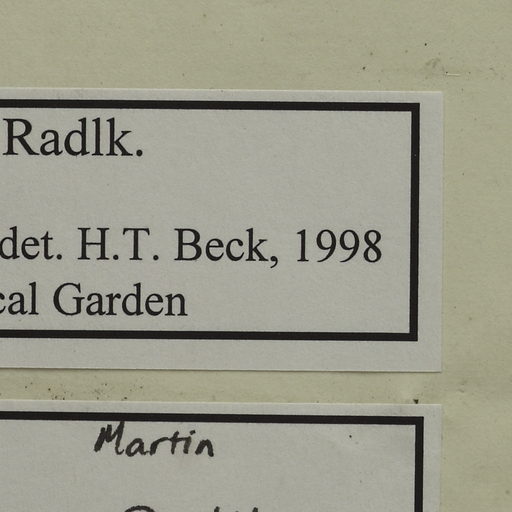 Radlk.
det. H.T. Beck, 1998
cal Garden
Martin